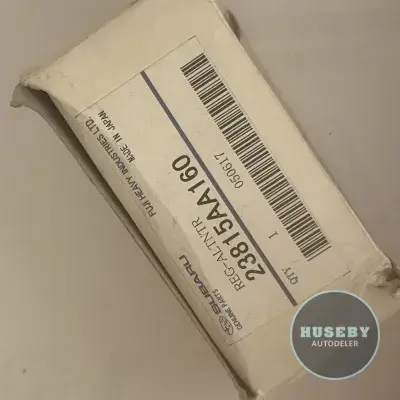 SUBARU
GENUINE PARTS
FUJI HEAVY INDUSTRIES LTD.
MADE IN JAPAN
REG-ALTNTR
23815AA160
050617
QTY 1
HUSEBY
AUTODELER